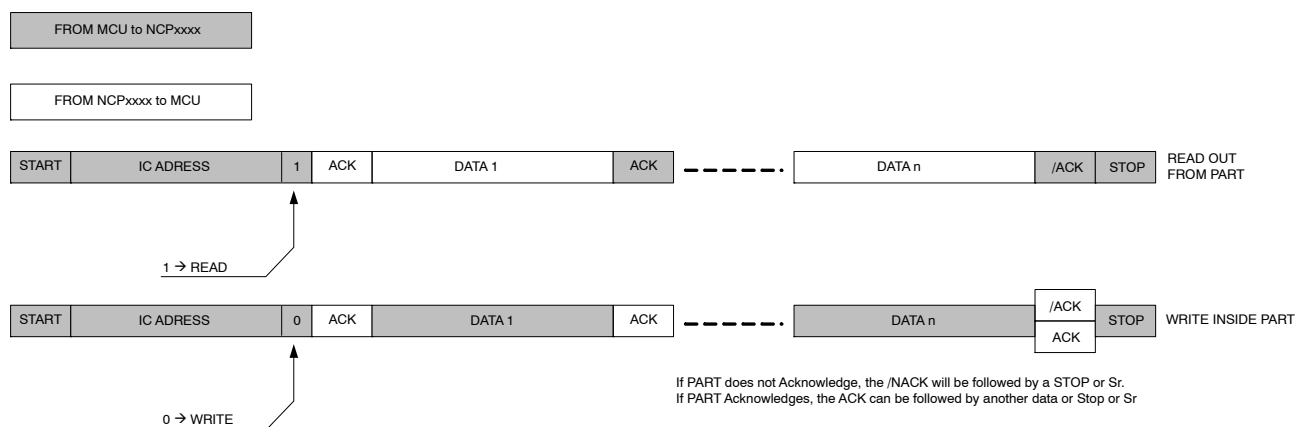 FROM MCU to NCPxxxx
FROM NCPxxxx to MCU
START IC ADRESS 1 ACK DATA 1 ACK DATA n /ACK STOP READ OUT
FROM PART
1 → READ
START IC ADRESS 0 ACK DATA 1 ACK DATA n /ACK STOP WRITE INSIDE PART
ACK
If PART does not Acknowledge, the /NACK will be followed by a STOP or Sr.
If PART Acknowledges, the ACK can be followed by another data or Stop or Sr
0 → WRITE